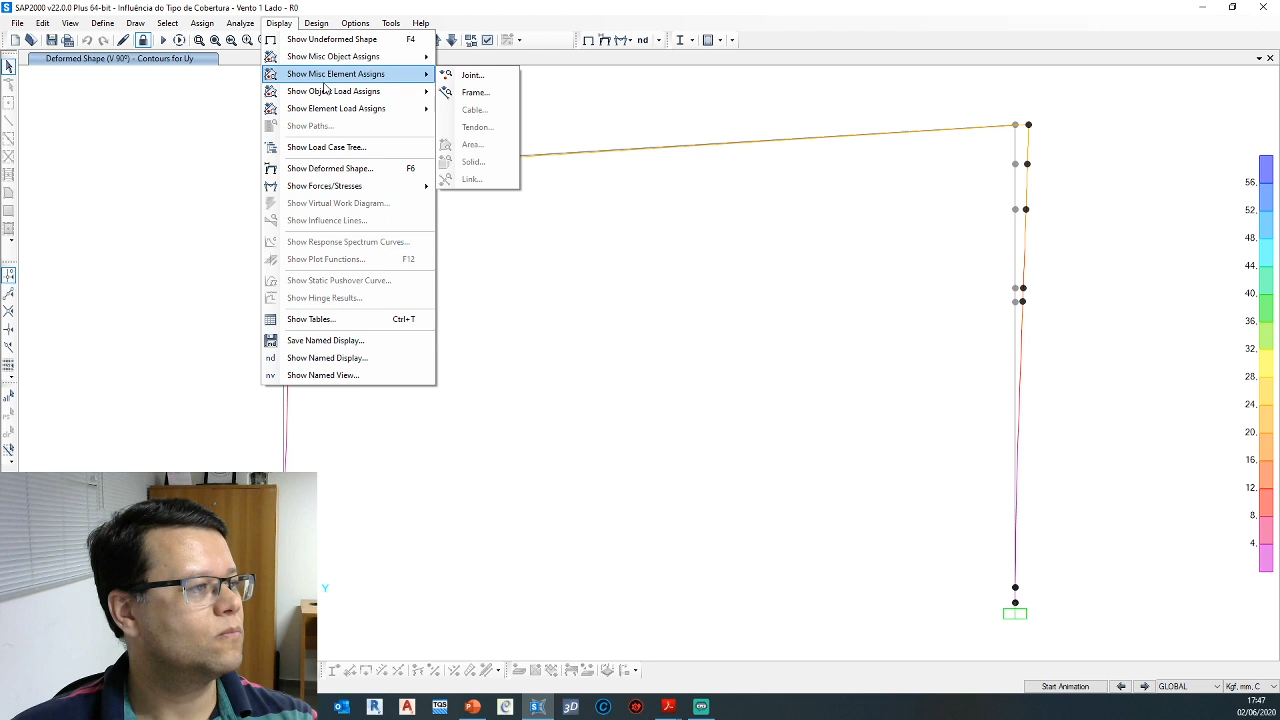 SAP2000 v22.0.0 Plus 64-bit - Influência do Tipo de Cobertura - Vento 1 Lado - R0
File Edit View Define Draw Select Assign Analyze Display Design Options Tools Help
nd
Deformed Shape (V 90º) - Contours for Uy
Show Undeformed Shape F4
Show Misc Object Assigns
Show Misc Element Assigns
Show Object Load Assigns
Show Element Load Assigns
Show Paths...
Show Load Case Tree...
Show Deformed Shape... F6
Show Forces/Stresses
Show Virtual Work Diagram...
Show Influence Lines...
Show Response Spectrum Curves...
Show Plot Functions... F12
Show Static Pushover Curve...
Show Hinge Results...
Show Tables... Ctrl+T
Save Named Display...
nd Show Named Display...
nv Show Named View...
Joint...
Frame...
Cable...
Tendon...
Area...
Solid...
Link...
56.
52.
48.
44.
40.
36.
32.
28.
24.
20.
16.
12.
8.
4.
all
Y
Start Animation
GLOBAL
Kgf, mm, C
TQS
3D
17:47
02/06/2020